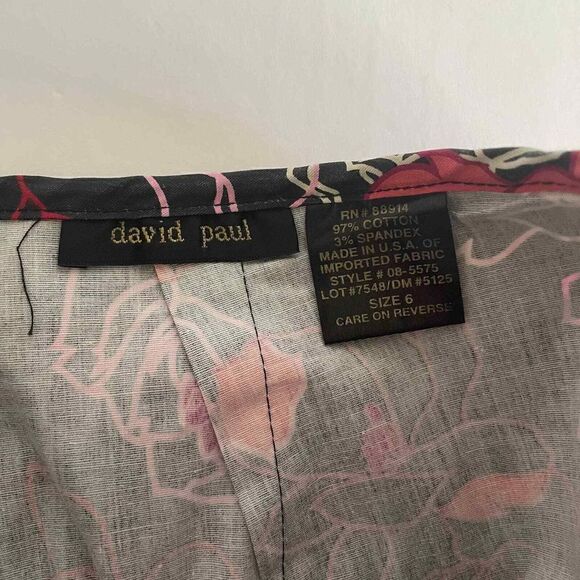 david paul
RN# 88914
97% COTTON
3% SPANDEX
MADE IN U.S.A. OF
IMPORTED FABRIC
STYLE # 08-5575
LOT#7548/DM #5125
SIZE 6
CARE ON REVERSE